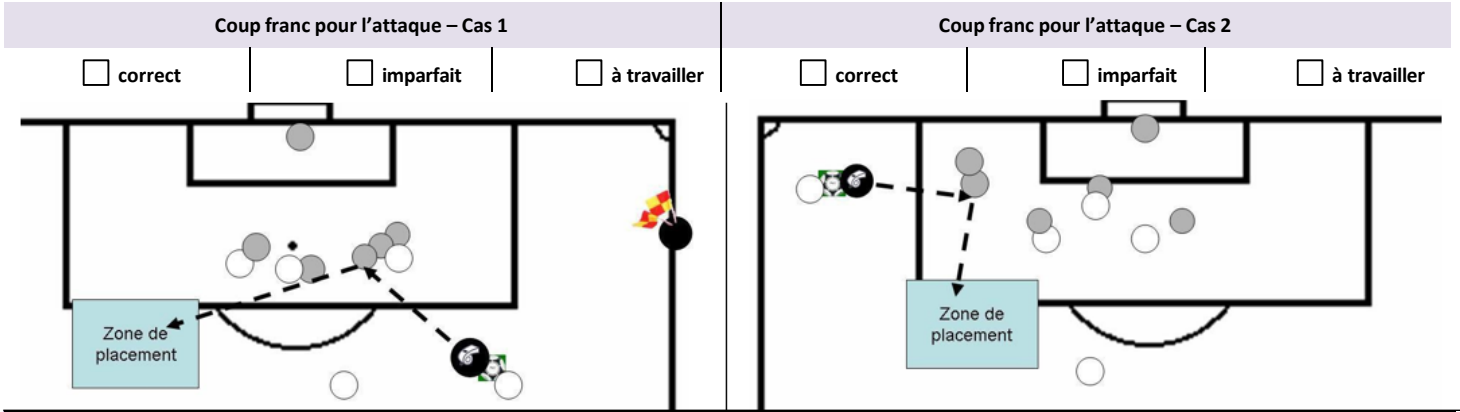 Coup franc pour l’attaque – Cas 1
Coup franc pour l’attaque – Cas 2
correct
imparfait
à travailler
correct
imparfait
à travailler
Zone de
placement
Zone de
placement